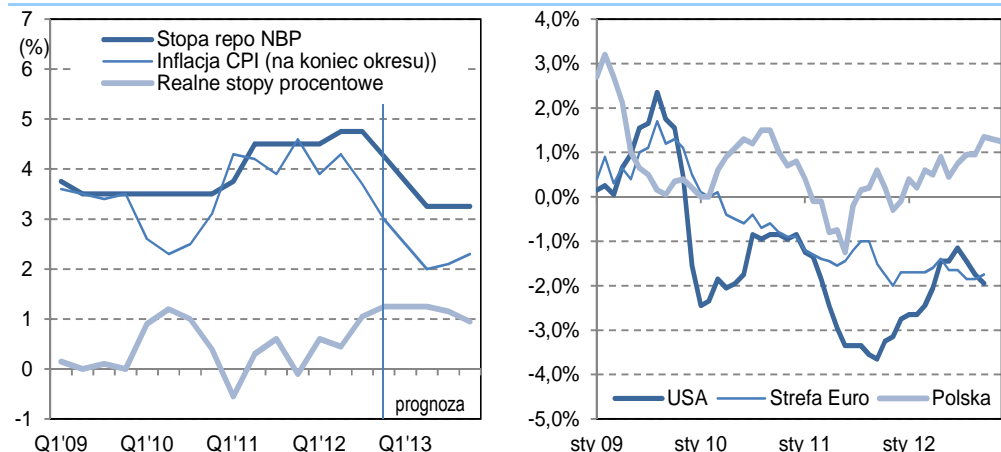 7
(%)
6
5
4
3
2
1
0
-1
Stopa repo NBP
Inflacja CPI (na koniec okresu))
Realne stopy procentowe
prognoza
Q1'09 Q1'10 Q1'11 Q1'12 Q1'13
4,0%
3,0%
2,0%
1,0%
0,0%
-1,0%
-2,0%
-3,0%
-4,0%
-5,0%
USA Strefa Euro Polska
sty 09 sty 10 sty 11 sty 12